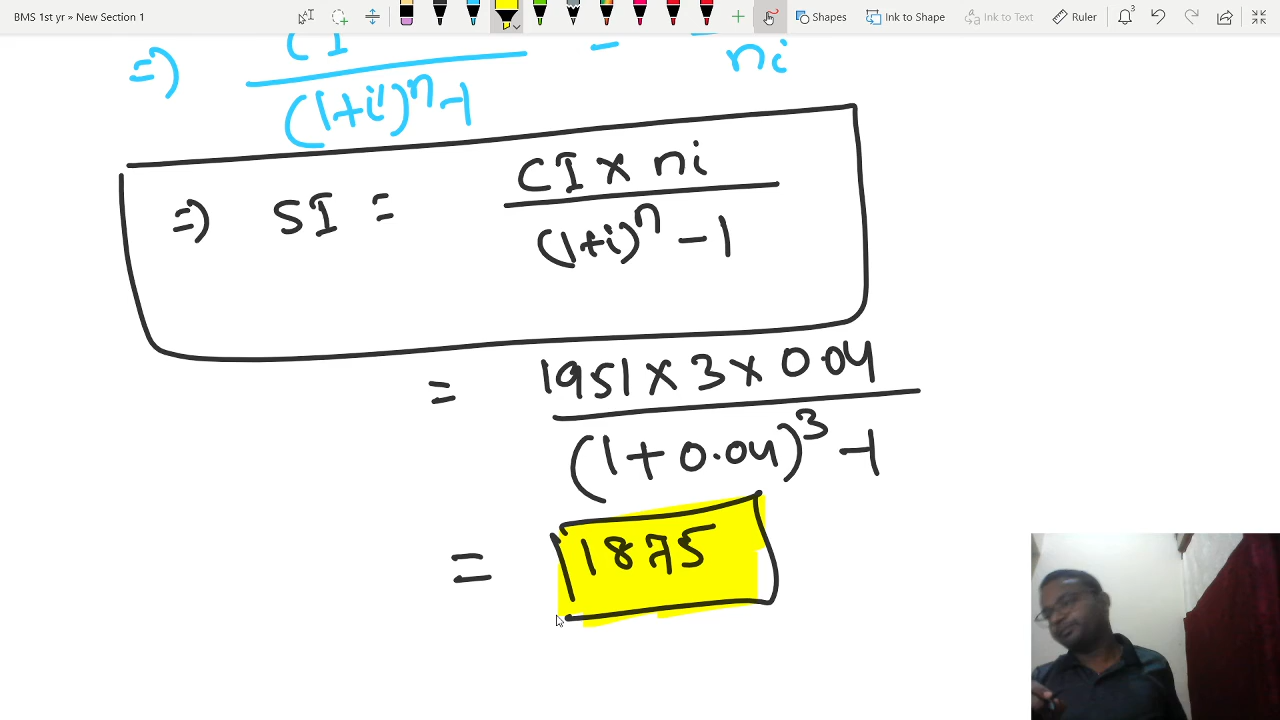 BMS 1st yr » New Section 1
Shapes Ink to Shape Ink to Text Ruler
=) CI / (1+i)^n -1 = / ni
=) SI = CI x ni / (1+i)^n - 1
= 1951 x 3 x 0.04 / (1+0.04)^3 -1
= 1875